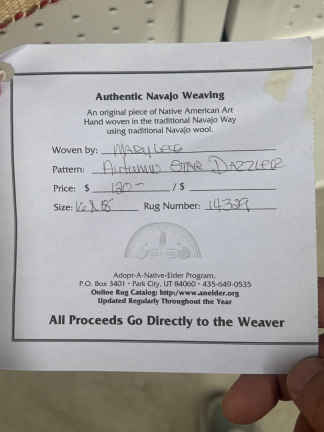 Authentic Navajo Weaving
An original piece of Native American Art
Hand woven in the traditional Navajo Way
using traditional Navajo wool.
Woven by: Mary Lee
Pattern: Autumn Star Dazzler
Price: $ 120- / $
Size: 16 x 18" Rug Number: 14329
Adopt-A-Native-Elder Program,
P.O. Box 3401 • Park City, UT 84060 • 435-649-0535
Online Rug Catalog: http:/www.anelder.org
Updated Regularly Throughout the Year
All Proceeds Go Directly to the Weaver